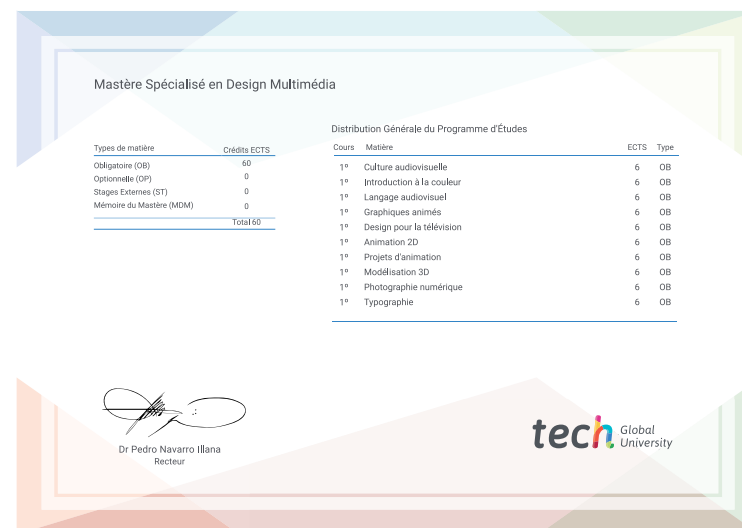 Mastère Spécialisé en Design Multimédia
Types de matière Crédits ECTS
Obligatoire (OB) 60
Optionnelle (OP) 0
Stages Externes (ST) 0
Mémoire du Mastère (MDM) 0
Total 60
Distribution Générale du Programme d'Études
Cours Matière ECTS Type
1º Culture audiovisuelle 6 OB
1º Introduction à la couleur 6 OB
1º Langage audiovisuel 6 OB
1º Graphiques animés 6 OB
1º Design pour la télévision 6 OB
1º Animation 2D 6 OB
1º Projets d'animation 6 OB
1º Modélisation 3D 6 OB
1º Photographie numérique 6 OB
1º Typographie 6 OB
Dr Pedro Navarro Illana
Recteur
tech Global
University